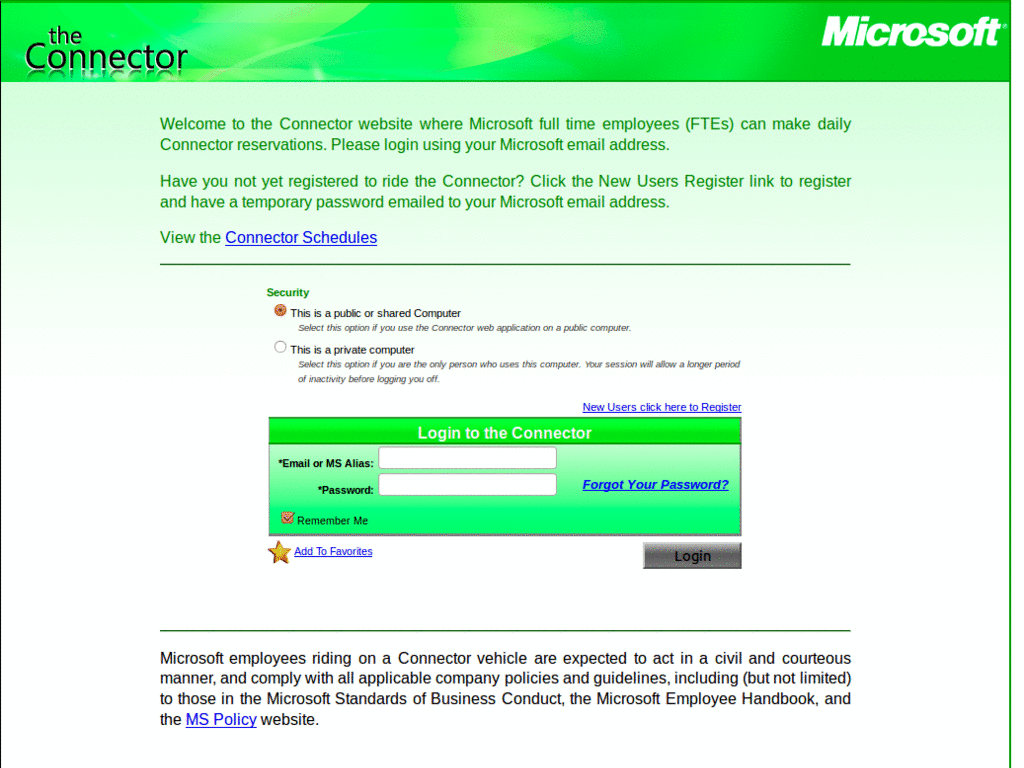 the
Connector
Microsoft®
Welcome to the Connector website where Microsoft full time employees (FTEs) can make daily
Connector reservations. Please login using your Microsoft email address.
Have you not yet registered to ride the Connector? Click the New Users Register link to register
and have a temporary password emailed to your Microsoft email address.
View the Connector Schedules
Security
This is a public or shared Computer
Select this option if you use the Connector web application on a public computer.
This is a private computer
Select this option if you are the only person who uses this computer. Your session will allow a longer period
of inactivity before logging you off.
New Users click here to Register
Login to the Connector
*Email or MS Alias:
*Password:
Forgot Your Password?
Remember Me
Add To Favorites
Login
Microsoft employees riding on a Connector vehicle are expected to act in a civil and courteous
manner, and comply with all applicable company policies and guidelines, including (but not limited)
to those in the Microsoft Standards of Business Conduct, the Microsoft Employee Handbook, and
the MS Policy website.